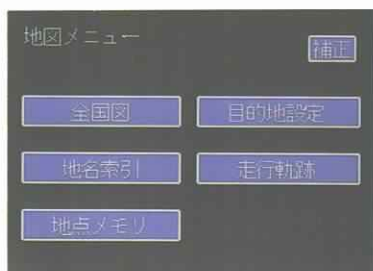 地図メニュー
補正
全国図
目的地設定
地名索引
走行軌跡
地点メモリ